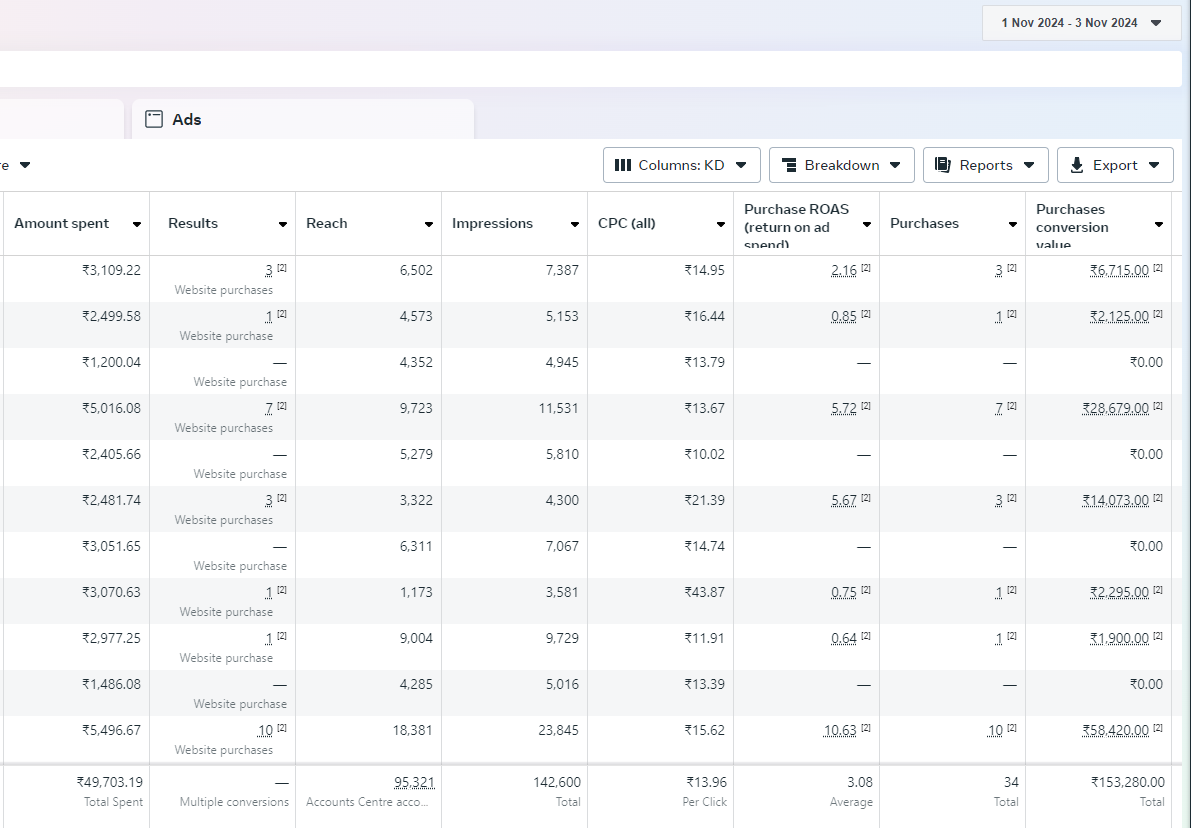 1 Nov 2024 - 3 Nov 2024
Ads
re
Columns: KD
Breakdown
Reports
Export
Amount spent Results Reach Impressions CPC (all) Purchase ROAS (return on ad spend) Purchases Purchases conversion value
₹3,109.22 3 [2] 6,502 7,387 ₹14.95 2.16 [2] 3 [2] ₹6,715.00 [2]
Website purchases
₹2,499.58 1 [2] 4,573 5,153 ₹16.44 0.85 [2] 1 [2] ₹2,125.00 [2]
Website purchase
₹1,200.04 — 4,352 4,945 ₹13.79 — — ₹0.00
Website purchase
₹5,016.08 7 [2] 9,723 11,531 ₹13.67 5.72 [2] 7 [2] ₹28,679.00 [2]
Website purchases
₹2,405.66 — 5,279 5,810 ₹10.02 — — ₹0.00
Website purchase
₹2,481.74 3 [2] 3,322 4,300 ₹21.39 5.67 [2] 3 [2] ₹14,073.00 [2]
Website purchases
₹3,051.65 — 6,311 7,067 ₹14.74 — — ₹0.00
Website purchase
₹3,070.63 1 [2] 1,173 3,581 ₹43.87 0.75 [2] 1 [2] ₹2,295.00 [2]
Website purchase
₹2,977.25 1 [2] 9,004 9,729 ₹11.91 0.64 [2] 1 [2] ₹1,900.00 [2]
Website purchase
₹1,486.08 — 4,285 5,016 ₹13.39 — — ₹0.00
Website purchase
₹5,496.67 10 [2] 18,381 23,845 ₹15.62 10.63 [2] 10 [2] ₹58,420.00 [2]
Website purchases
₹49,703.19 — 95,321 142,600 ₹13.96 3.08 34 ₹153,280.00
Total Spent Multiple conversions Accounts Centre acco... Total Per Click Average Total Total